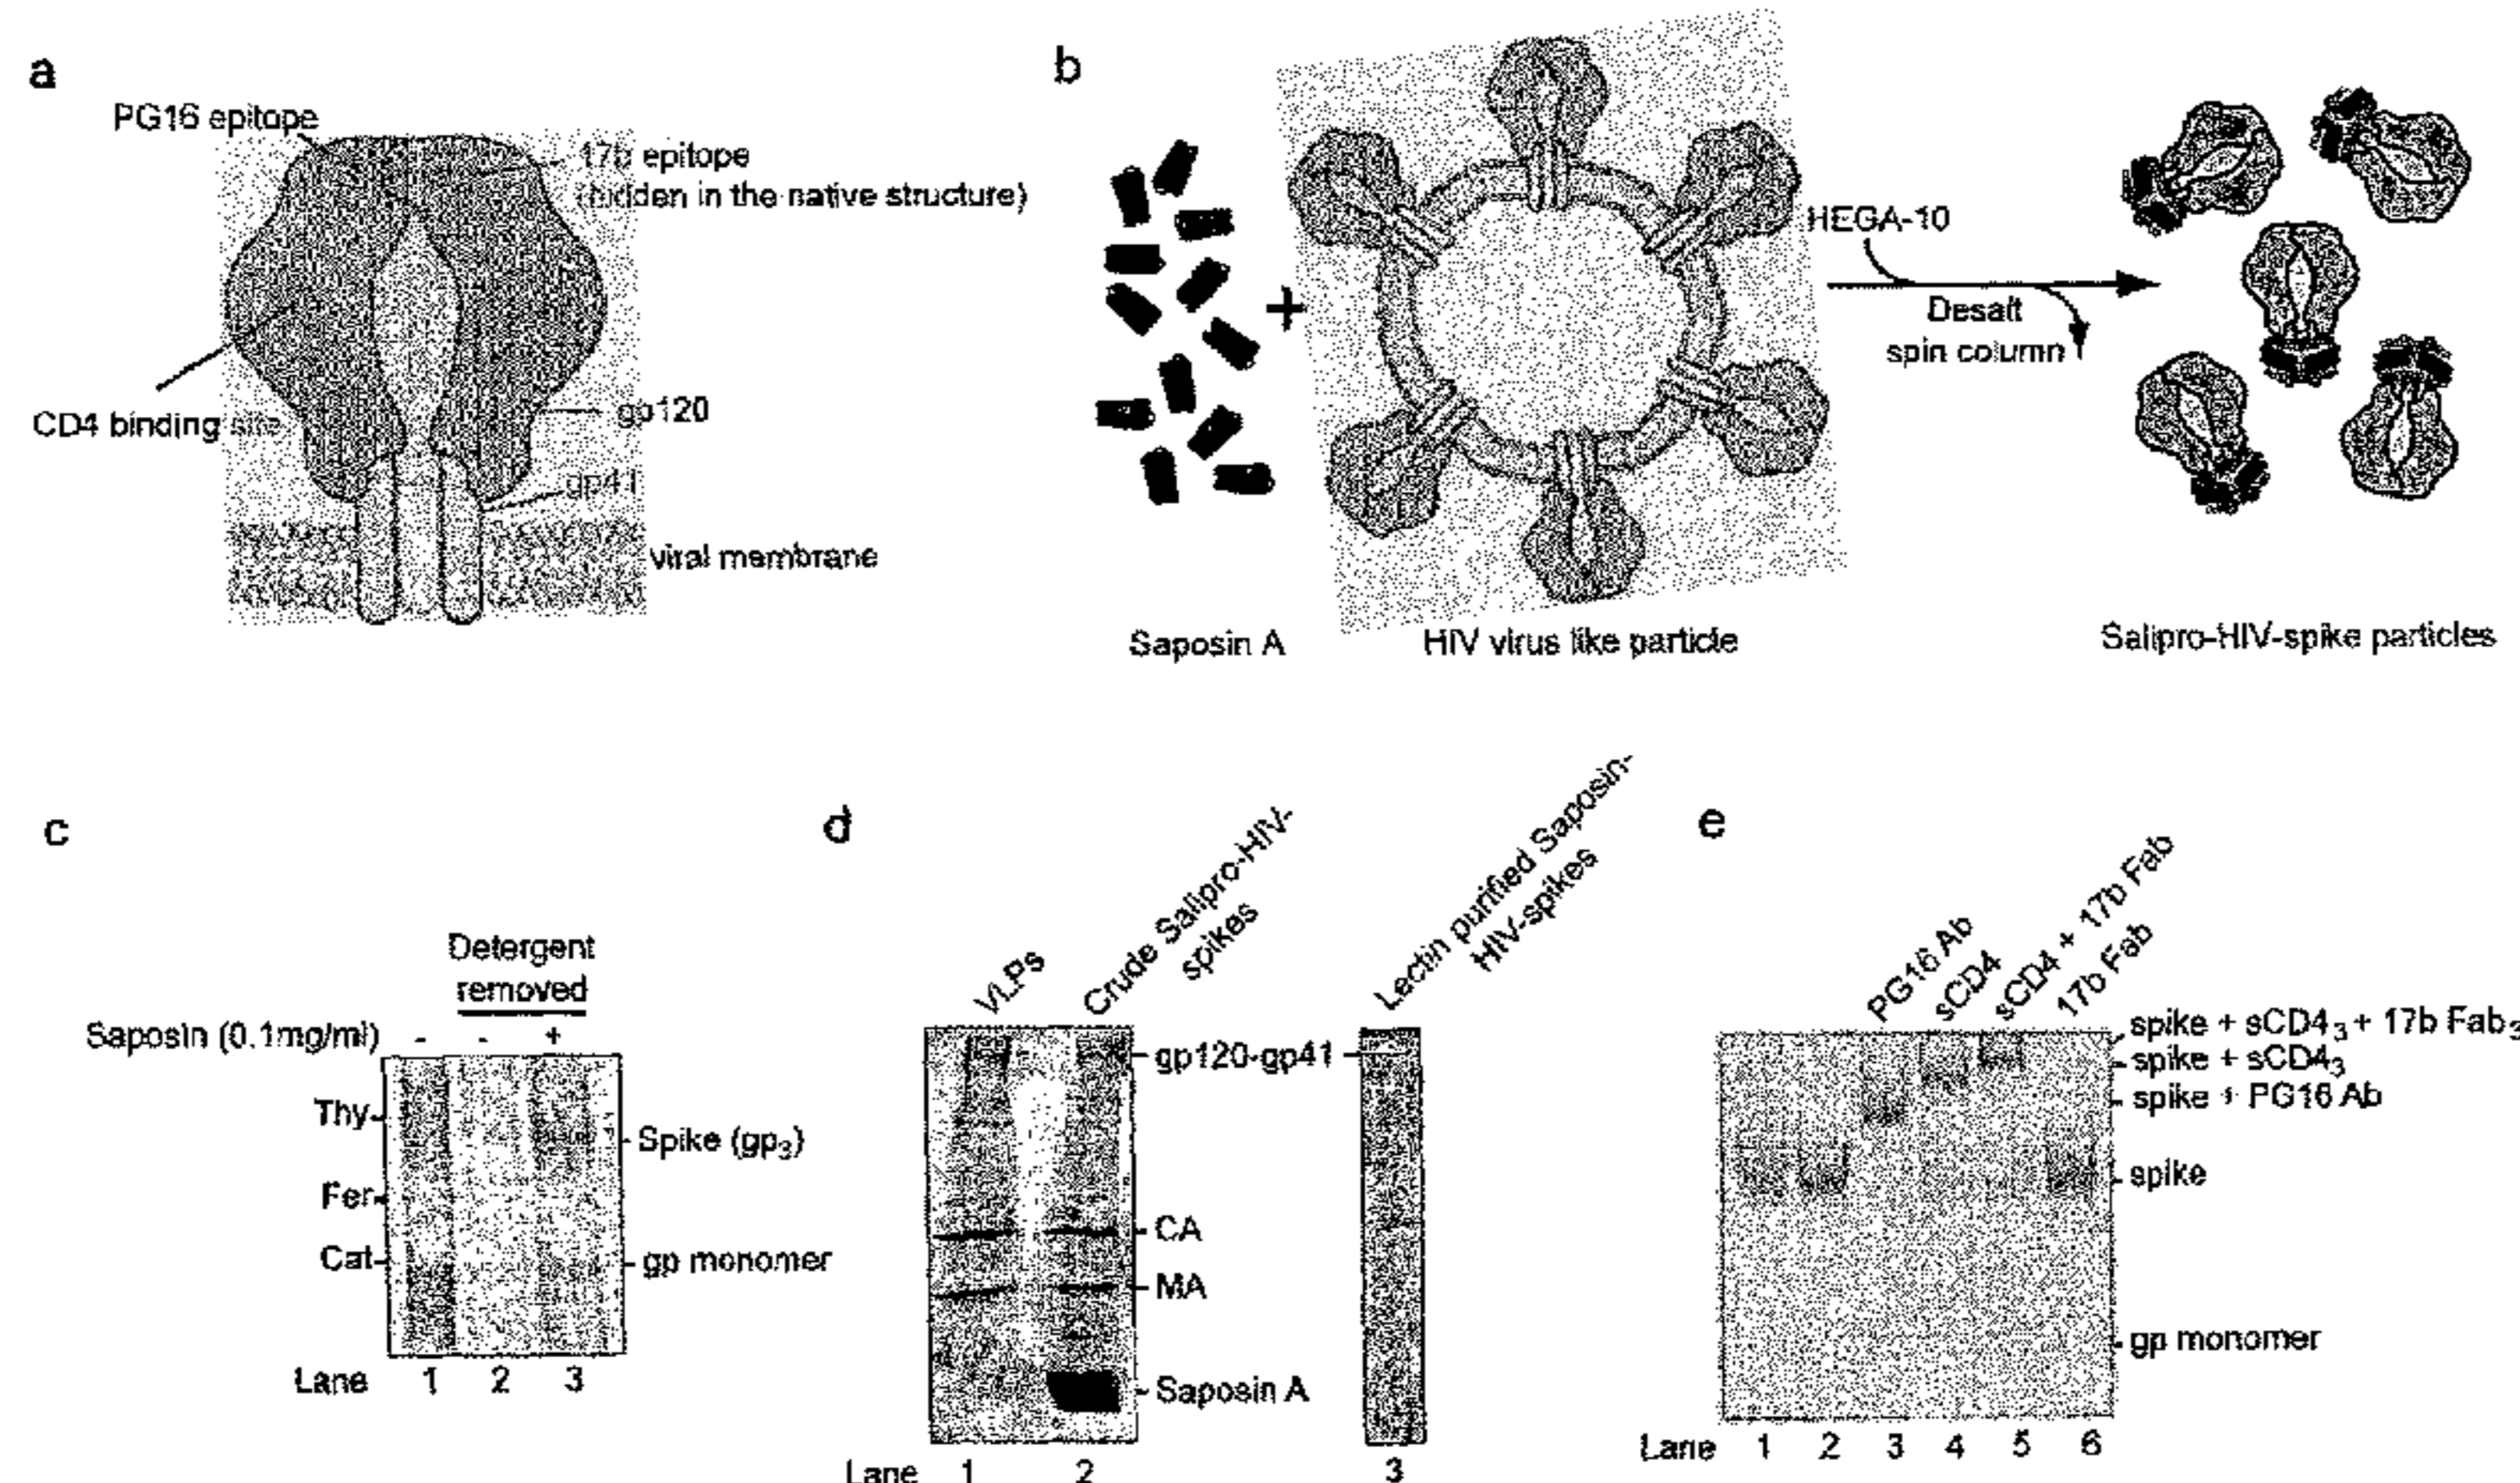 a
PG16 epitope
17b epitope
(hidden in the native structure)
CD4 binding site
gp120
gp41
viral membrane
b
HEGA-10
Desalt
spin column
Saposin A
HIV virus like particle
Salipro-HIV-spike particles
c
Detergent
removed
Saposin (0.1mg/ml) - - +
Thy
Fer
Cat
Spike (gp3)
gp monomer
Lane 1 2 3
d
VLPs
Crude Salipro-HIV-
spikes
Lectin purified Saposin-
HIV-spikes
gp120-gp41
CA
MA
Saposin A
Lane 1 2 3
e
PG16 Ab
sCD4
sCD4 + 17b Fab
17b Fab
spike + sCD43 + 17b Fab3
spike + sCD43
spike + PG16 Ab
spike
gp monomer
Lane 1 2 3 4 5 6